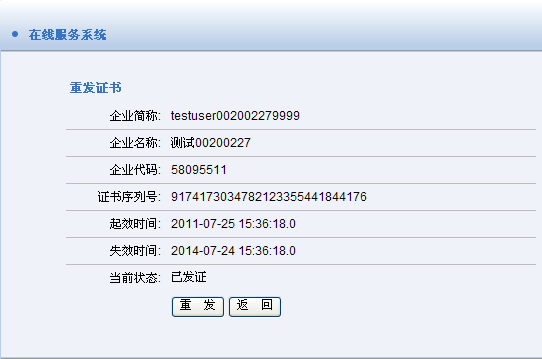 在线服务系统
重发证书
企业简称: testuser002002279999
企业名称: 测试00200227
企业代码: 58095511
证书序列号: 9174173034782123355441844176
起效时间: 2011-07-25 15:36:18.0
失效时间: 2014-07-24 15:36:18.0
当前状态: 已发证
重 发 返 回